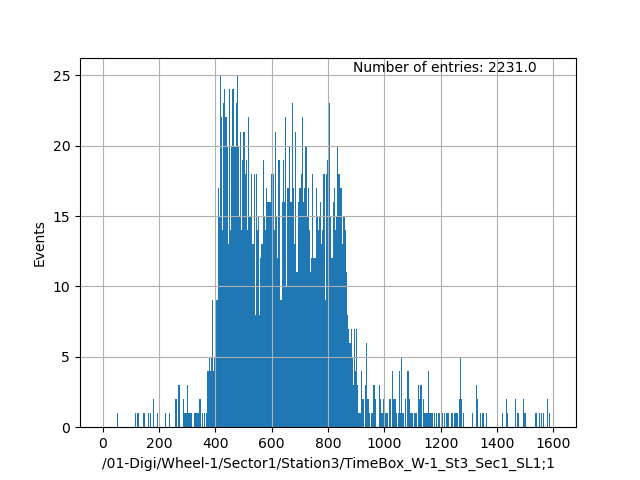 Number of entries: 2231.0
25
20
15
10
5
0
Events
0 200 400 600 800 1000 1200 1400 1600
/01-Digi/Wheel-1/Sector1/Station3/TimeBox_W-1_St3_Sec1_SL1;1